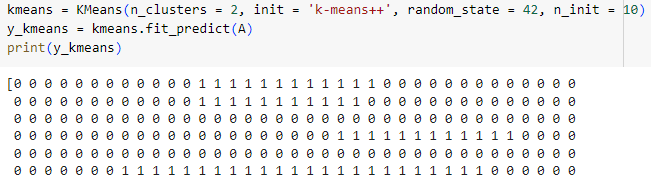 kmeans = KMeans(n_clusters = 2, init = 'k-means++', random_state = 42, n_init = 10)
y_kmeans = kmeans.fit_predict(A)
print(y_kmeans)
[0 0 0 0 0 0 0 0 0 0 0 0 1 1 1 1 1 1 1 1 1 1 1 1 0 0 0 0 0 0 0 0 0 0 0 0 0
0 0 0 0 0 0 0 0 0 0 0 0 1 1 1 1 1 1 1 1 1 1 1 0 0 0 0 0 0 0 0 0 0 0 0 0 0
0 0 0 0 0 0 0 0 0 0 0 0 0 0 0 0 0 0 0 0 0 0 0 0 0 0 0 0 0 0 0 0 0 0 0 0 0
0 0 0 0 0 0 0 0 0 0 0 0 0 0 0 0 0 0 0 0 0 1 1 1 1 1 1 1 1 1 1 1 1 0 0 0 0
0 0 0 0 0 0 0 0 0 0 0 0 0 0 0 0 0 0 0 0 0 0 0 0 0 0 0 0 0 0 0 0 0 0 0 0 0
0 0 0 0 0 0 0 1 1 1 1 1 1 1 1 1 1 1 1 1 1 1 1 1 1 1 1 1 1 1 1 0 0 0 0 0 0